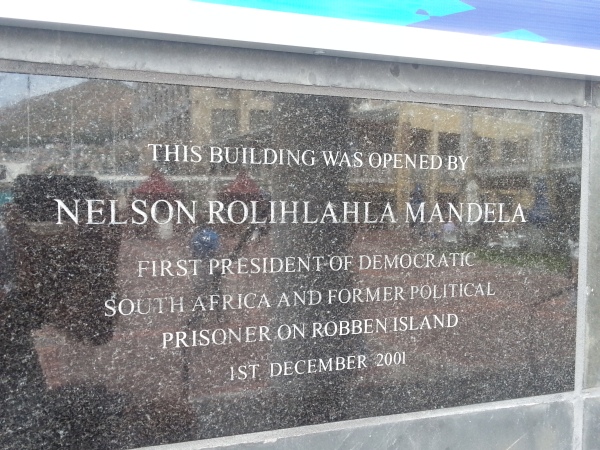 THIS BUILDING WAS OPENED BY
NELSON ROLIHLAHLA MANDELA
FIRST PRESIDENT OF DEMOCRATIC
SOUTH AFRICA AND FORMER POLITICAL
PRISONER ON ROBBEN ISLAND
1ST DECEMBER 2001